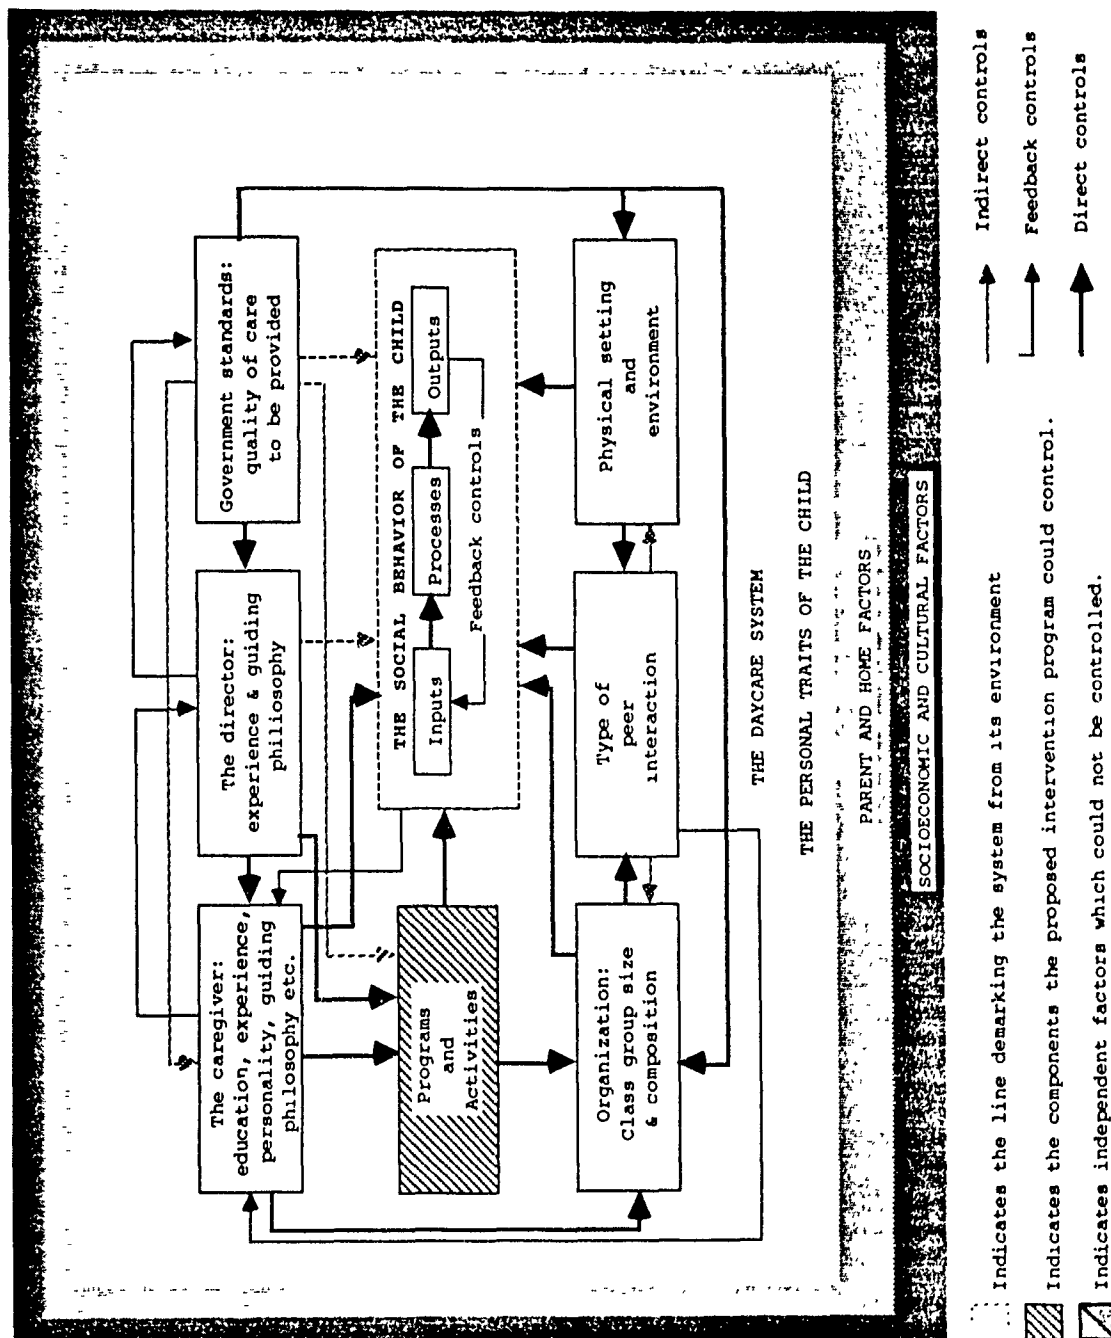 Government standards:
quality of care
to be provided
The director:
experience & guiding
philosophy
The caregiver:
education, experience,
personality, guiding
philosophy etc.
THE SOCIAL BEHAVIOR OF THE CHILD
Inputs
Processes
Outputs
Feedback controls
Programs
and
Activities
Organization:
Class group size
& composition
Type of
peer
interaction
Physical setting
and
environment
THE DAYCARE SYSTEM
THE PERSONAL TRAITS OF THE CHILD
PARENT AND HOME FACTORS
SOCIOECONOMIC AND CULTURAL FACTORS
Indicates the line demarking the system from its environment
Indicates the components the proposed intervention program could control.
Indicates independent factors which could not be controlled.
Indirect controls
Feedback controls
Direct controls